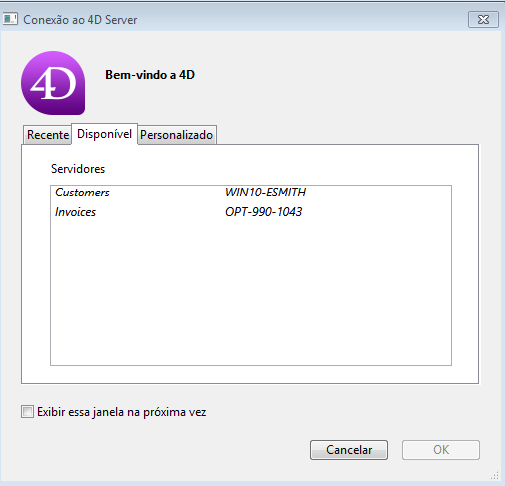 Conexão ao 4D Server
4D
Bem-vindo a 4D
Recente Disponível Personalizado
Servidores
Customers WIN10-ESMITH
Invoices OPT-990-1043
Exibir essa janela na próxima vez
Cancelar OK